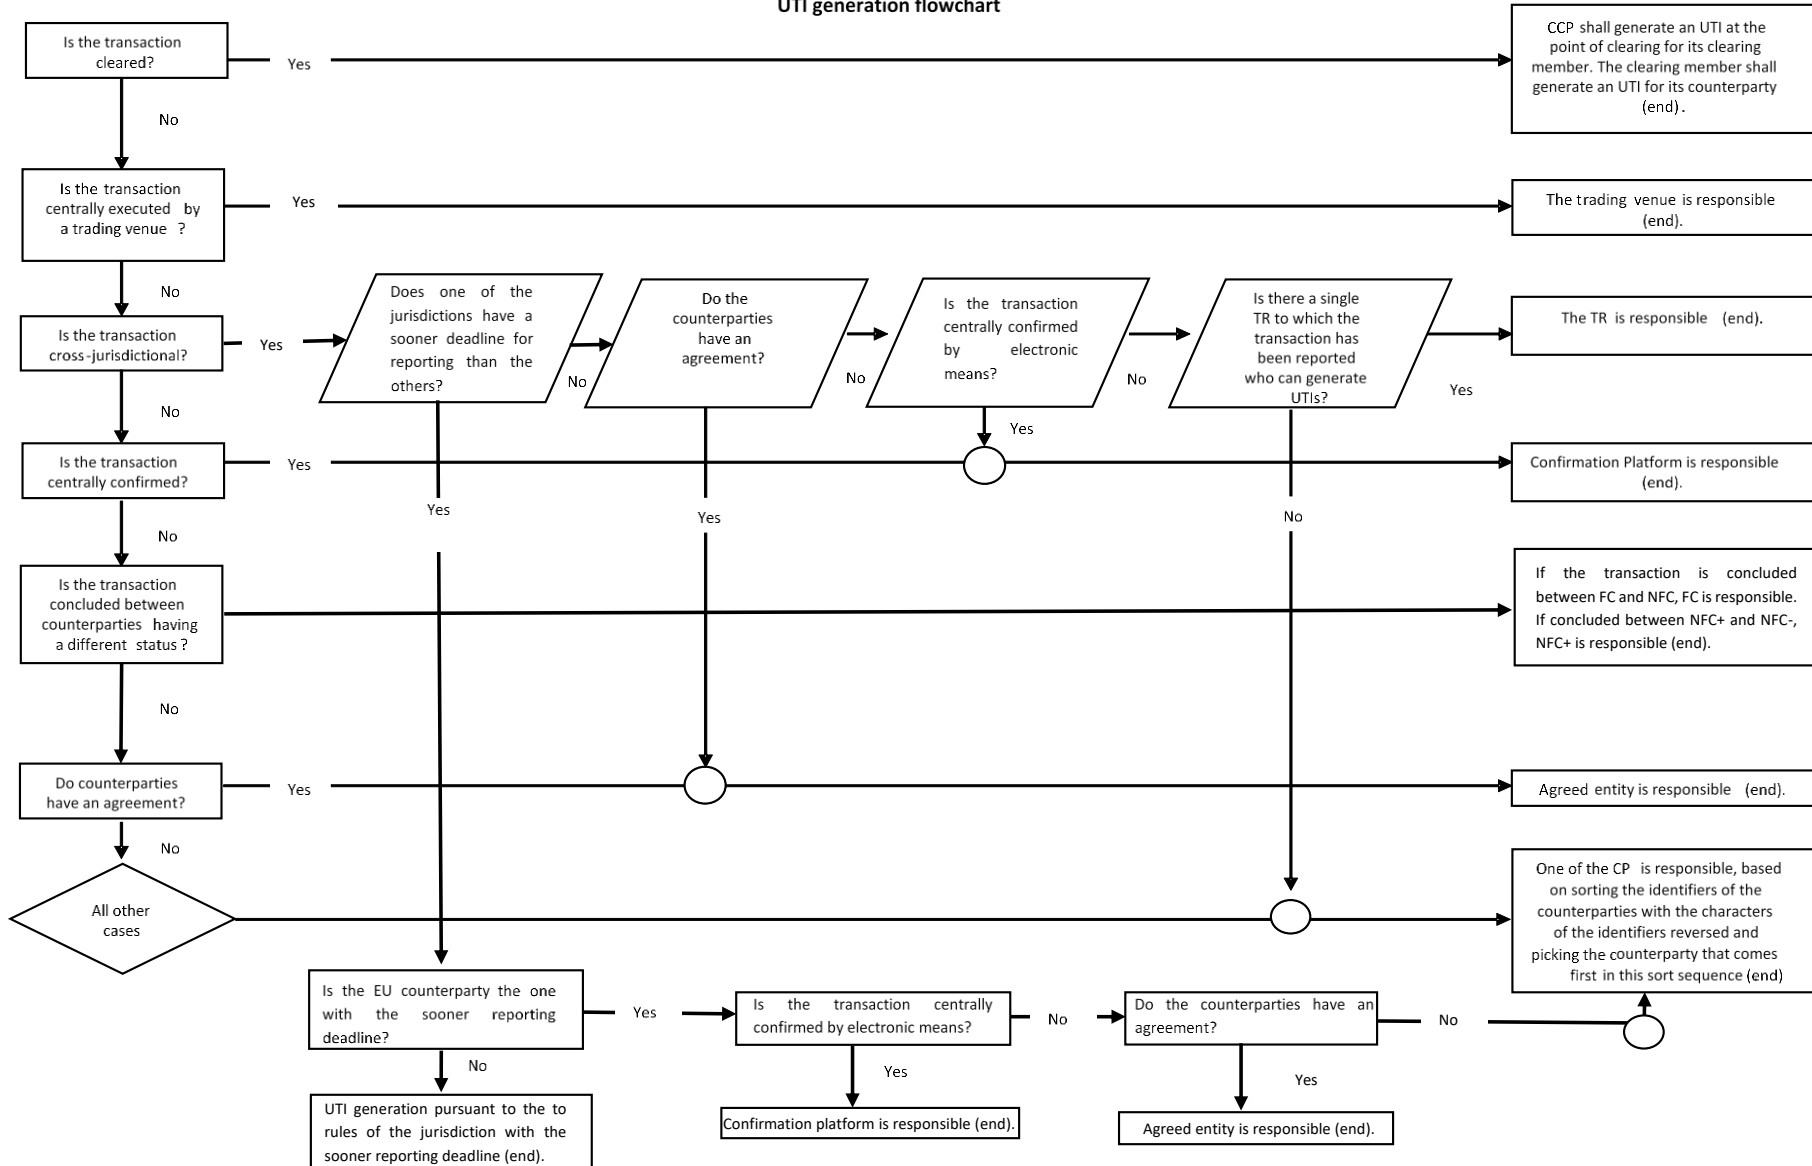 UTI generation flowchart
Is the transaction
cleared?
Yes
CCP shall generate an UTI at the
point of clearing for its clearing
member. The clearing member shall
generate an UTI for its counterparty
(end).
No
Is the transaction
centrally executed by
a trading venue ?
Yes
The trading venue is responsible
(end).
No
Is the transaction
cross-jurisdictional?
Yes
Does one of the
jurisdictions have a
sooner deadline for
reporting than the
others?
No
Do the
counterparties
have an
agreement?
No
Is the transaction
centrally confirmed
by electronic
means?
No
Is there a single
TR to which the
transaction has
been reported
who can generate
UTIs?
Yes
The TR is responsible (end).
No
Yes
Is the transaction
centrally confirmed?
Yes
Confirmation Platform is responsible
(end).
Yes
Yes
No
No
Is the transaction
concluded between
counterparties having
a different status?
If the transaction is concluded
between FC and NFC, FC is responsible.
If concluded between NFC+ and NFC-,
NFC+ is responsible (end).
No
Do counterparties
have an agreement?
Yes
Agreed entity is responsible (end).
No
All other
cases
One of the CP is responsible, based
on sorting the identifiers of the
counterparties with the characters
of the identifiers reversed and
picking the counterparty that comes
first in this sort sequence (end)
Is the EU counterparty the one
with the sooner reporting
deadline?
Yes
Is the transaction centrally
confirmed by electronic means?
No
Do the counterparties have an
agreement?
No
No
Yes
Yes
UTI generation pursuant to the to
rules of the jurisdiction with the
sooner reporting deadline (end).
Confirmation platform is responsible (end).
Agreed entity is responsible (end).